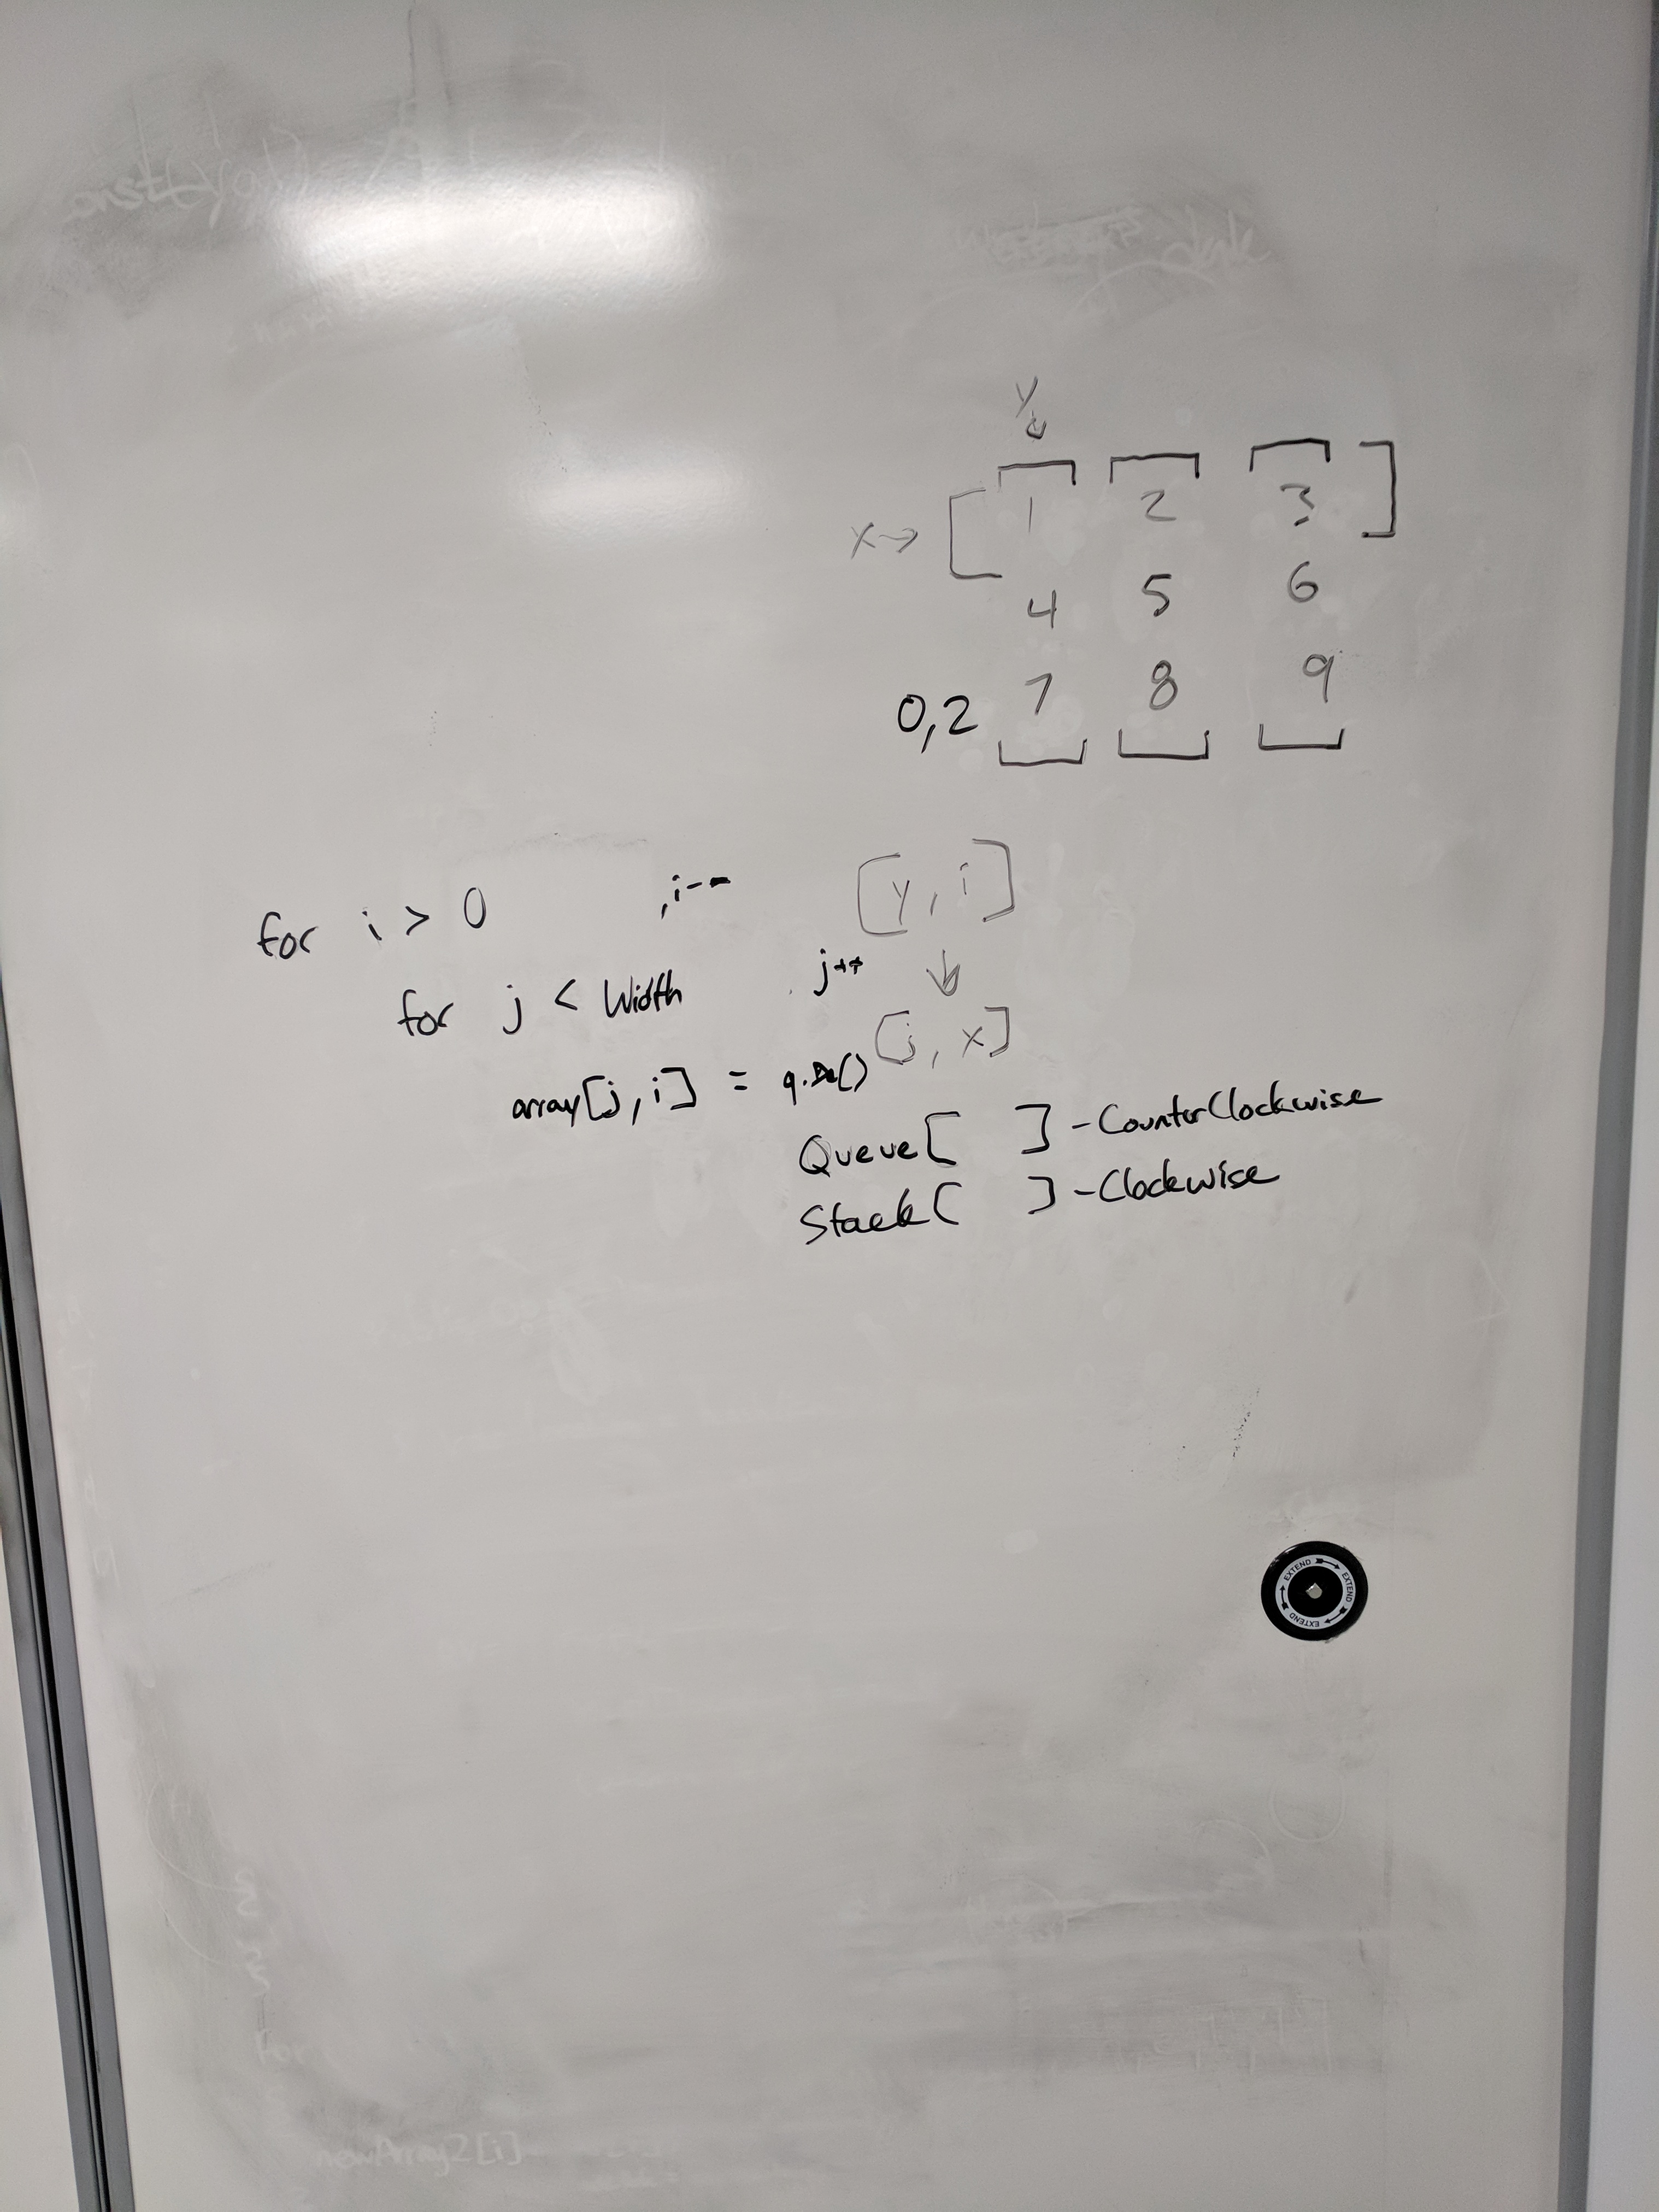 y
1 2 3
x
4 5 6
7 8 9
0,2
for i > 0 ,i--
[y, i]
for j < Width j++
[j, x]
array[j, i] = q.
Queue[ ] - CounterClockwise
Stack[ ] - Clockwise
EXTEND EXTEND EXTEND
newArray2[i]